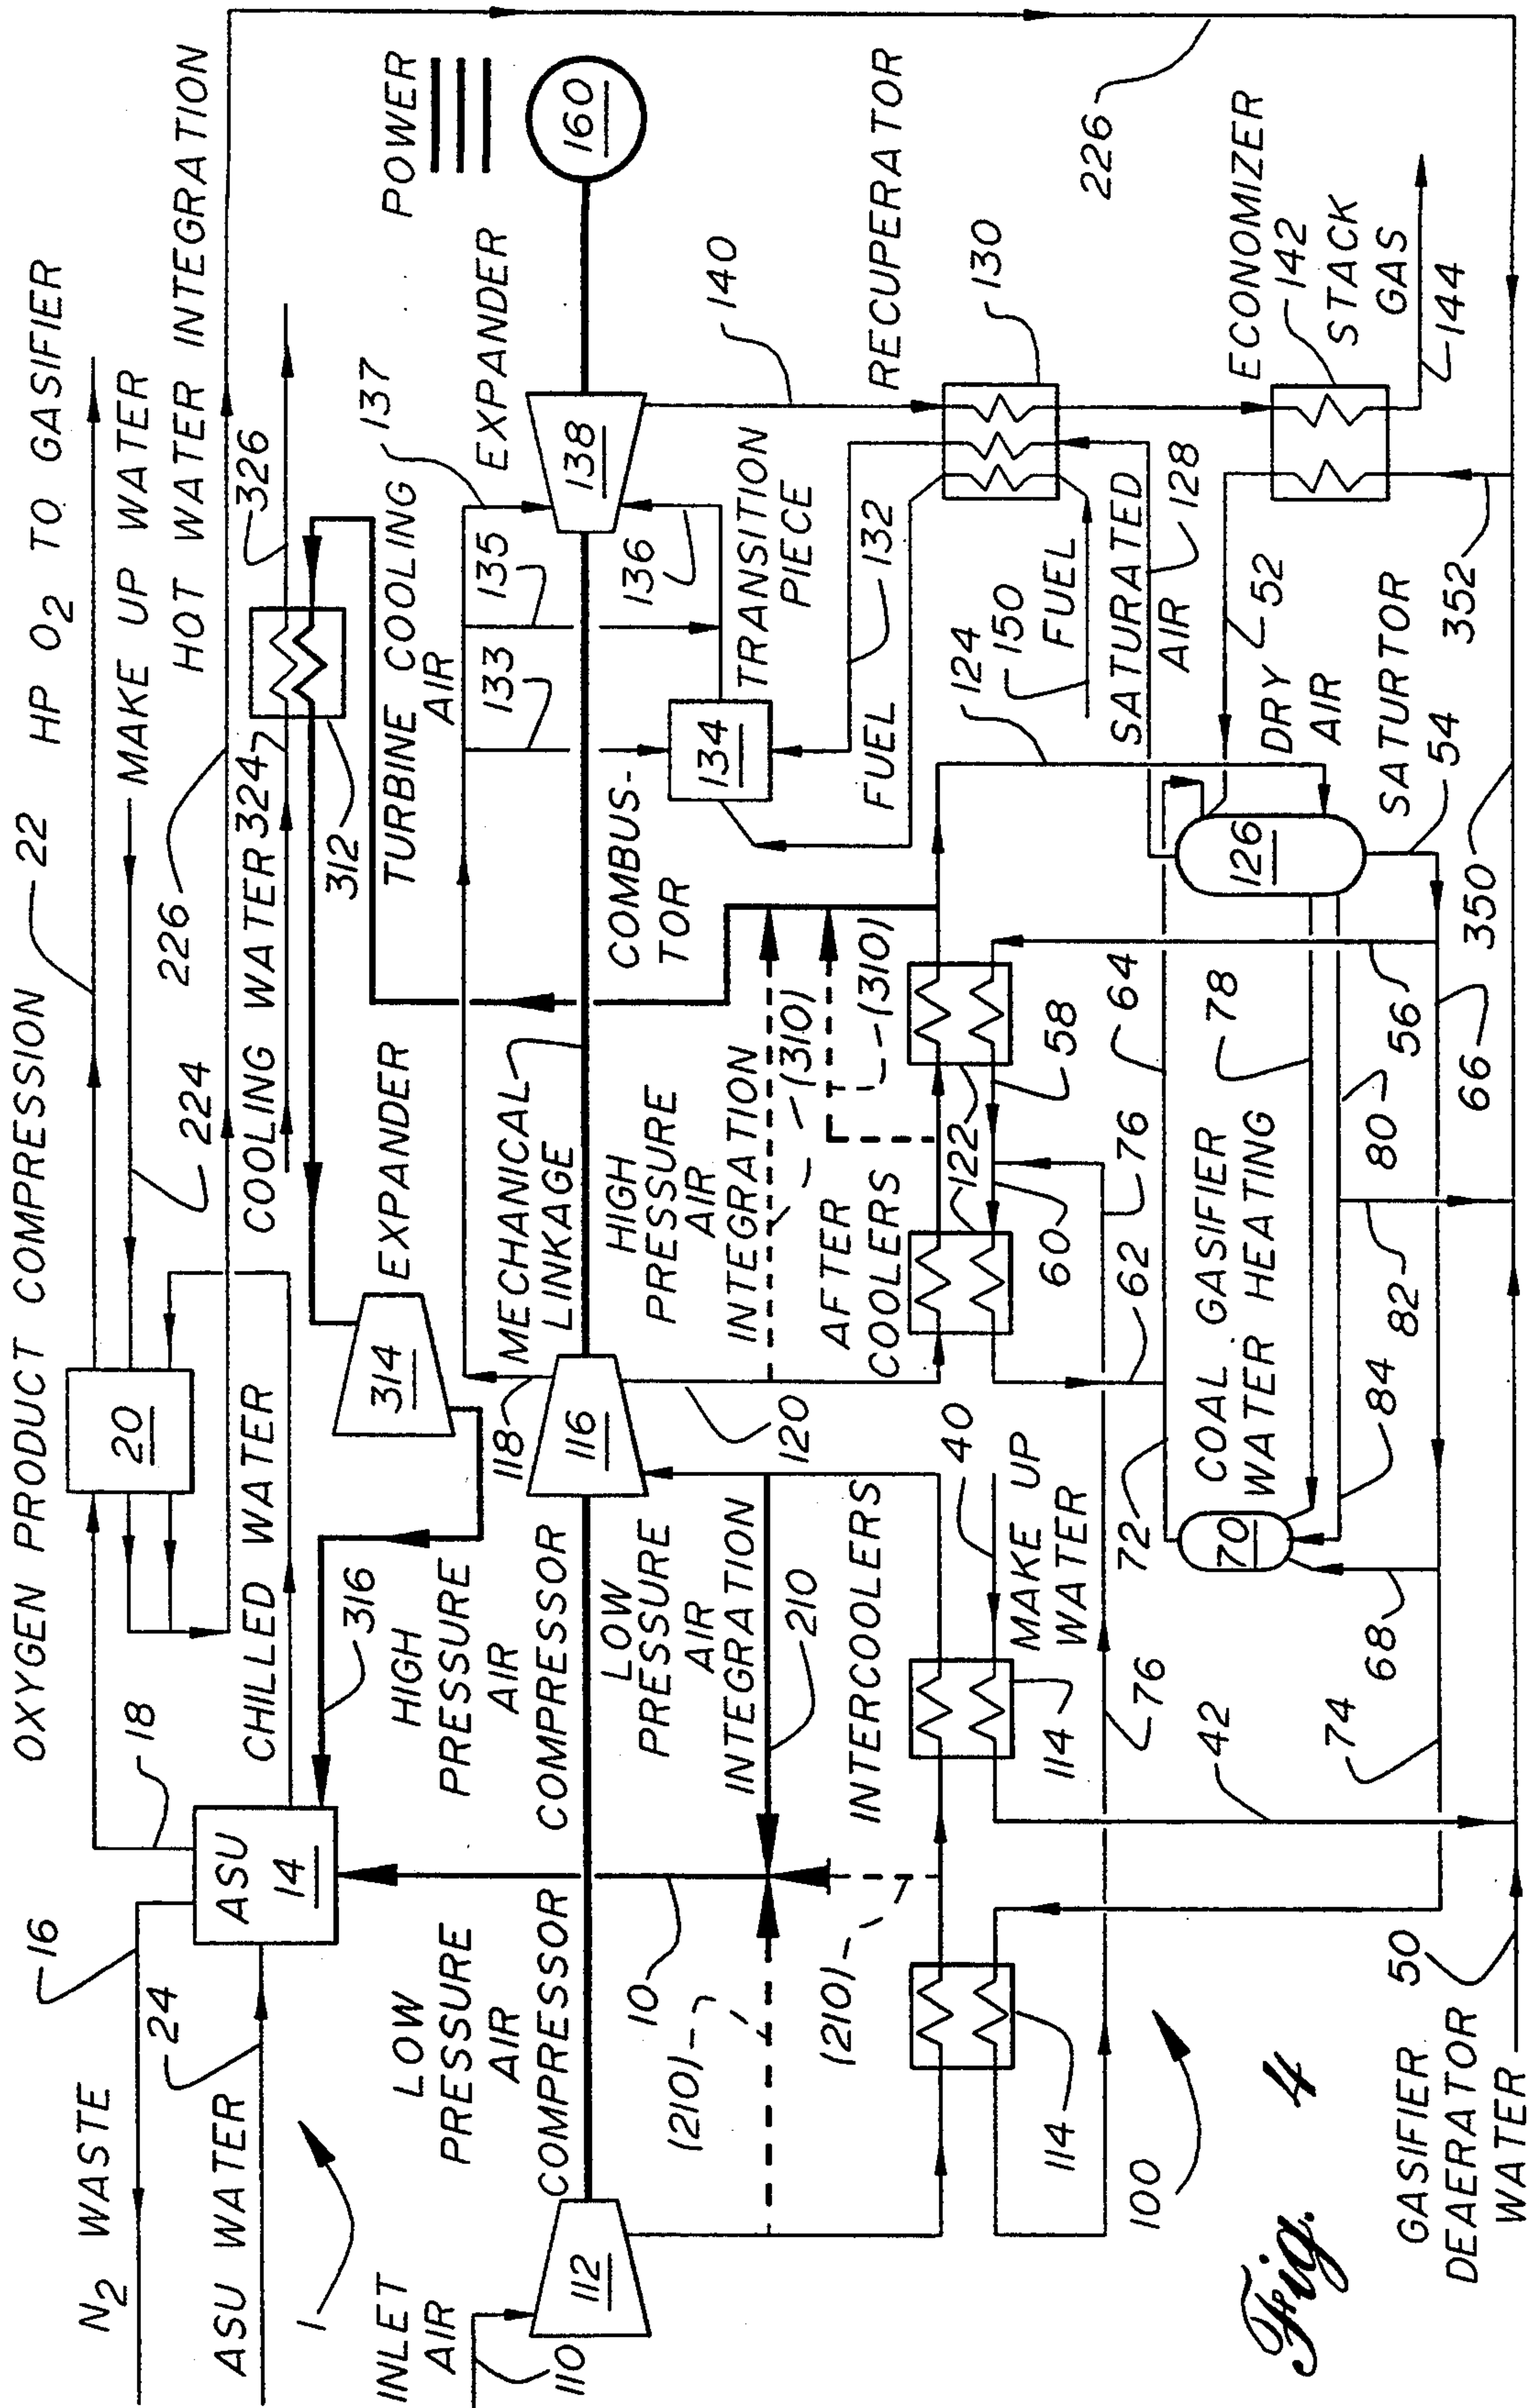 OXYGEN PRODUCT COMPRESSION
22
HP O2 TO GASIFIER
MAKE UP WATER
HOT WATER INTEGRATION
16
N2 WASTE
18
20
224
226
ASU WATER
24
ASU
14
CHILLED WATER
COOLING WATER
324
326
312
1
316
314
EXPANDER
TURBINE COOLING
AIR
137
POWER
INLET
AIR
110
LOW
PRESSURE
AIR
COMPRESSOR
HIGH
PRESSURE
AIR
COMPRESSOR
118
MECHANICAL
LINKAGE
133
135
EXPANDER
112
116
138
160
10
(210)
(210)
LOW
PRESSURE
AIR
INTEGRATION
210
120
HIGH
PRESSURE
AIR
INTEGRATION
(310)
(310)
COMBUS-
TOR
134
136
TRANSITION
PIECE
140
RECUPERATOR
130
132
FUEL
INTERCOOLERS
114
114
40
MAKE UP
WATER
AFTER
COOLERS
122
60
58
124
150
FUEL
SATURATED
AIR
128
226
100
76
76
62
64
72
70
COAL GASIFIER
WATER HEATING
78
126
DRY
AIR
52
SATURTOR
54
ECONOMIZER
142
STACK
GAS
144
42
74
68
84
82
80
56
66
350
352
GASIFIER
DEAERATOR
WATER
50
Fig. 4